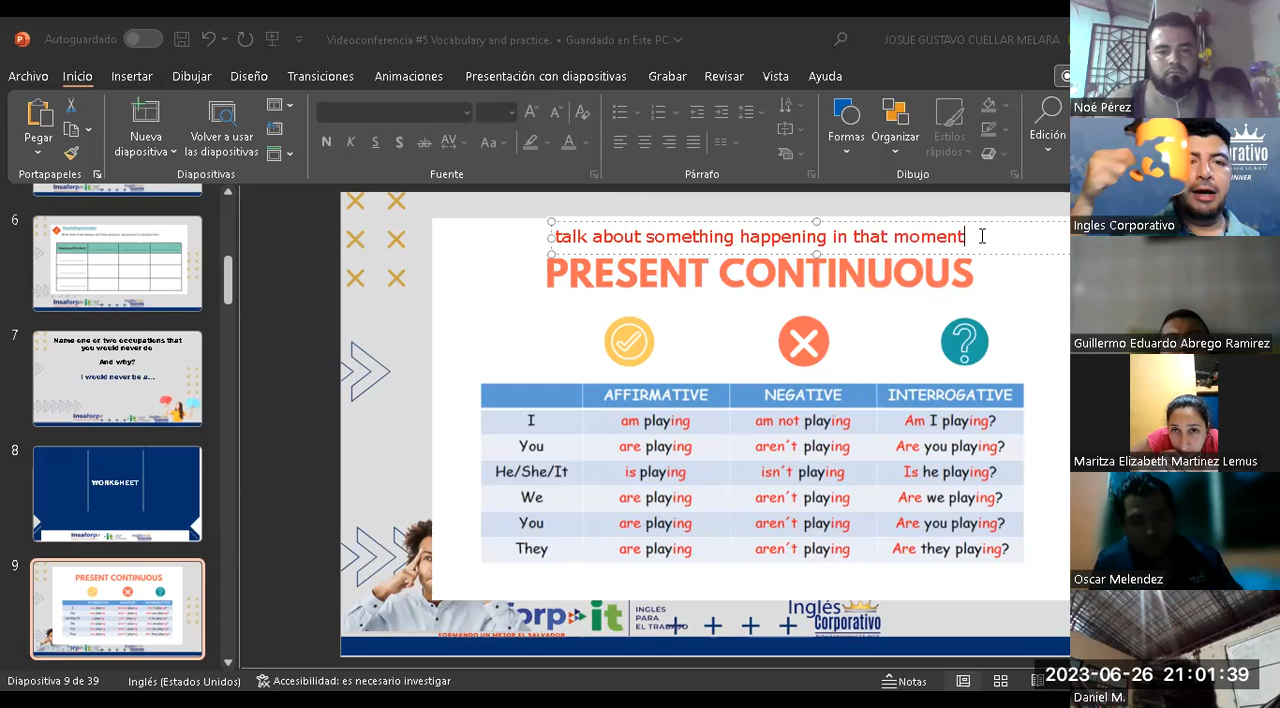 Autoguardado
Videoconferencia #5 Vocabulary and practice. • Guardado en Este PC
JOSUE GUSTAVO CUELLAR MELARA
Archivo Inicio Insertar Dibujar Diseño Transiciones Animaciones Presentación con diapositivas Grabar Revisar Vista Ayuda
Pegar
Nueva diapositiva
Volver a usar las diapositivas
Formas
Organizar
Estilos rápidos
Edición
N K S S ab AV Aa A
Portapapeles Diapositivas Fuente Párrafo Dibujo
6
7
Name one or two occupations that
you would never do
And why?
I would never be a...
8
WORKSHEET
9
PRESENT CONTINUOUS
talk about something happening in that moment
PRESENT CONTINUOUS
AFFIRMATIVE NEGATIVE INTERROGATIVE
I am playing am not playing Am I playing?
You are playing aren´t playing Are you playing?
He/She/It is playing isn´t playing Is he playing?
We are playing aren´t playing Are we playing?
You are playing aren´t playing Are you playing?
They are playing aren´t playing Are they playing?
orp it
INGLÉS
PARA
EL TRABAJO
FORMANDO UN MEJOR EL SALVADOR
Inglés
Corporativo
Diapositiva 9 de 39
Inglés (Estados Unidos)
Accesibilidad: es necesario investigar
Notas
Noé Pérez
Ingles Corporativo
Guillermo Eduardo Abrego Ramirez
Maritza Elizabeth Martínez Lemus
Oscar Melendez
2023-06-26 21:01:39
Daniel M.